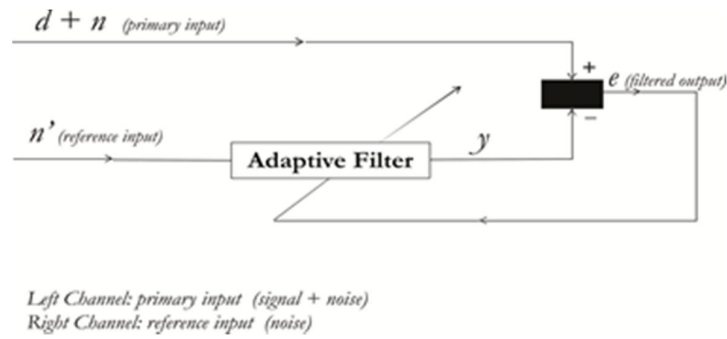 d + n (primary input)
+
e (filtered output)
n’ (reference input)
−
Adaptive Filter
y
Left Channel: primary input (signal + noise)
Right Channel: reference input (noise)